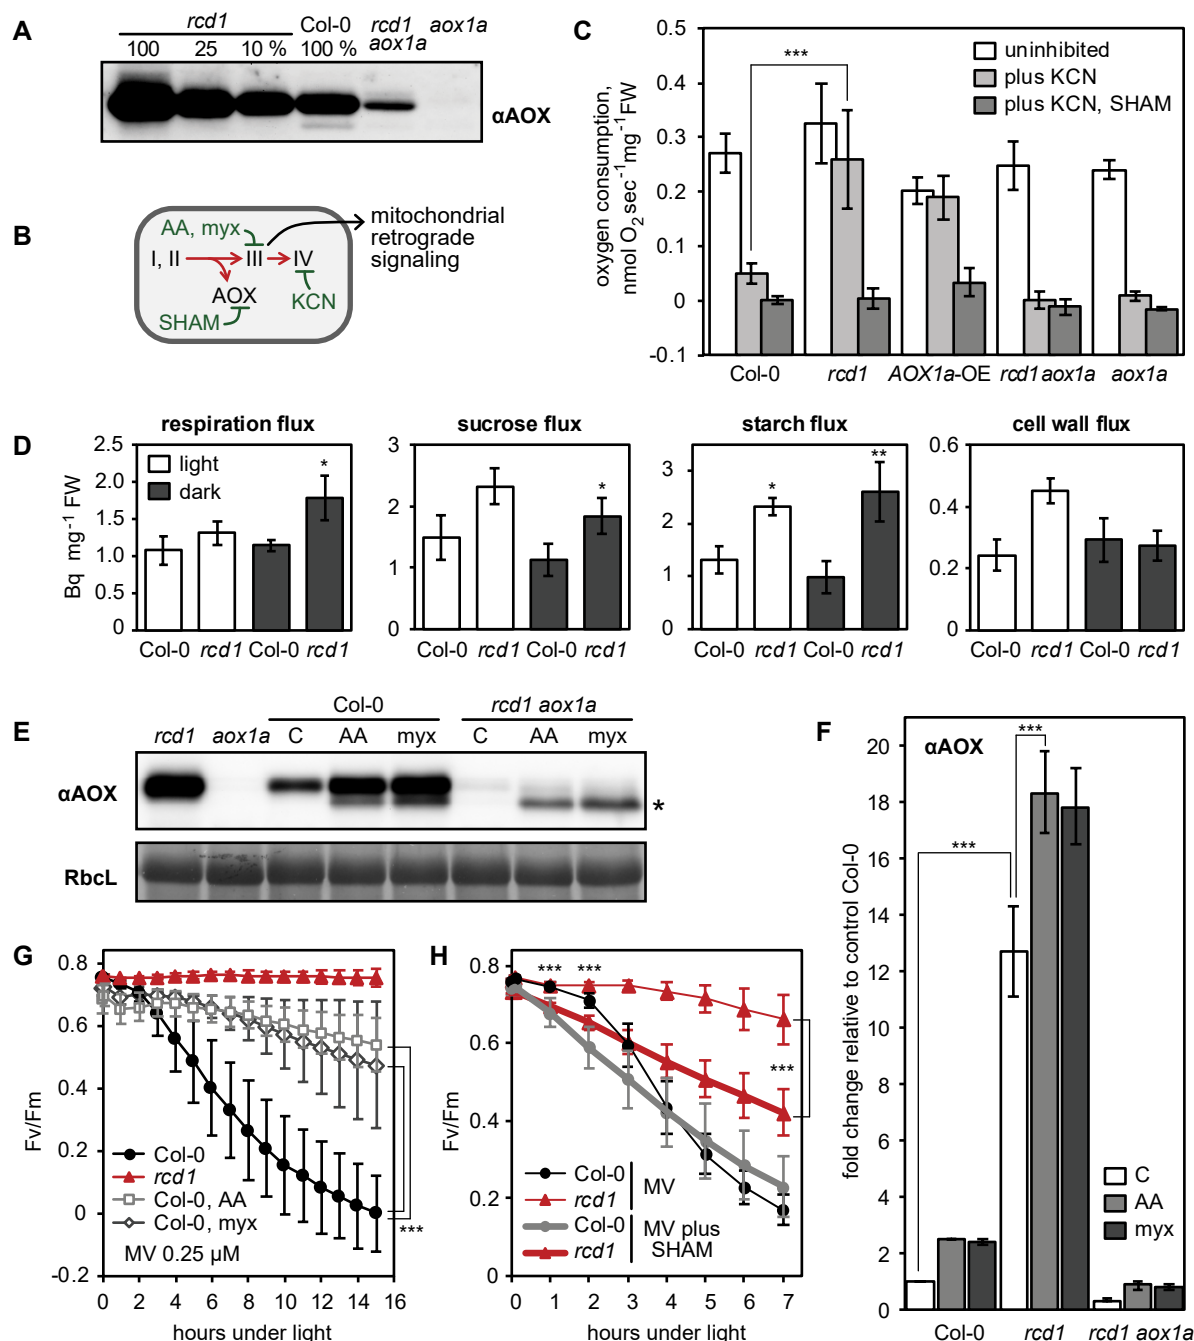 A
rcd1
Col-0
rcd1 aox1a
aox1a
100
25
10 %
100 %
αAOX
B
AA, myx
mitochondrial
retrograde
signaling
I, II
III
IV
AOX
KCN
SHAM
C
oxygen consumption,
nmol O2 sec-1 mg-1 FW
0.5
0.4
0.3
0.2
0.1
0
-0.1
uninhibited
plus KCN
plus KCN, SHAM
***
Col-0
rcd1
AOX1a-OE
rcd1 aox1a
aox1a
D
respiration flux
sucrose flux
starch flux
cell wall flux
Bq mg-1 FW
2.5
2.0
1.5
1.0
0.5
0
light
dark
*
Col-0 rcd1 Col-0 rcd1
3
2
1
0
*
Col-0 rcd1 Col-0 rcd1
3
2
1
0
*
**
Col-0 rcd1 Col-0 rcd1
0.6
0.4
0.2
0
Col-0 rcd1 Col-0 rcd1
E
Col-0
rcd1 aox1a
rcd1
aox1a
C
AA
myx
C
AA
myx
αAOX
*
RbcL
F
αAOX
fold change relative to control Col-0
20
18
16
14
12
10
8
6
4
2
0
***
***
C
AA
myx
Col-0
rcd1
rcd1 aox1a
G
Fv/Fm
0.8
0.6
0.4
0.2
0
-0.2
Col-0
rcd1
Col-0, AA
Col-0, myx
MV 0.25 µM
***
0 2 4 6 8 10 12 14 16
hours under light
H
Fv/Fm
0.8
0.6
0.4
0.2
0
*** ***
***
Col-0
rcd1
MV
Col-0
rcd1
MV plus
SHAM
0 1 2 3 4 5 6 7
hours under light